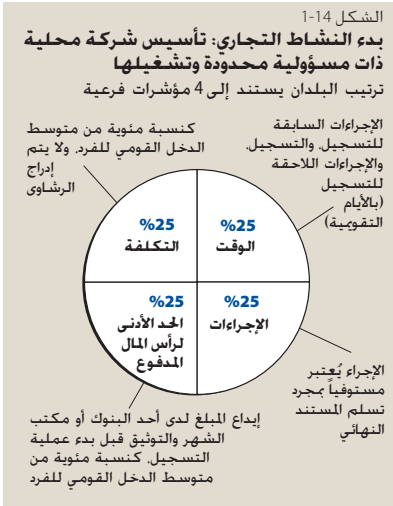 الشكل 14-1
بدء النشاط التجاري: تأسيس شركة محلية
ذات مسؤولية محدودة وتشغيلها
ترتيب البلدان يستند إلى 4 مؤشرات فرعية
الإجراءات السابقة
للتسجيل، والتسجيل،
والإجراءات اللاحقة
للتسجيل
(بالأيام
التقويمية)
كنسبة مئوية من متوسط
الدخل القومي للفرد، ولا يتم
إدراج
الرشاوى
%25
الوقت
%25
التكلفة
%25
الإجراءات
%25
الحد الأدنى
لرأس المال
المدفوع
الإجراء يُعتبر
مستوفياً بمجرد
تسلم المستند
النهائي
إيداع المبلغ لدى أحد البنوك أو مكتب
الشهر والتوثيق قبل بدء عملية
التسجيل، كنسبة مئوية من
متوسط الدخل القومي للفرد